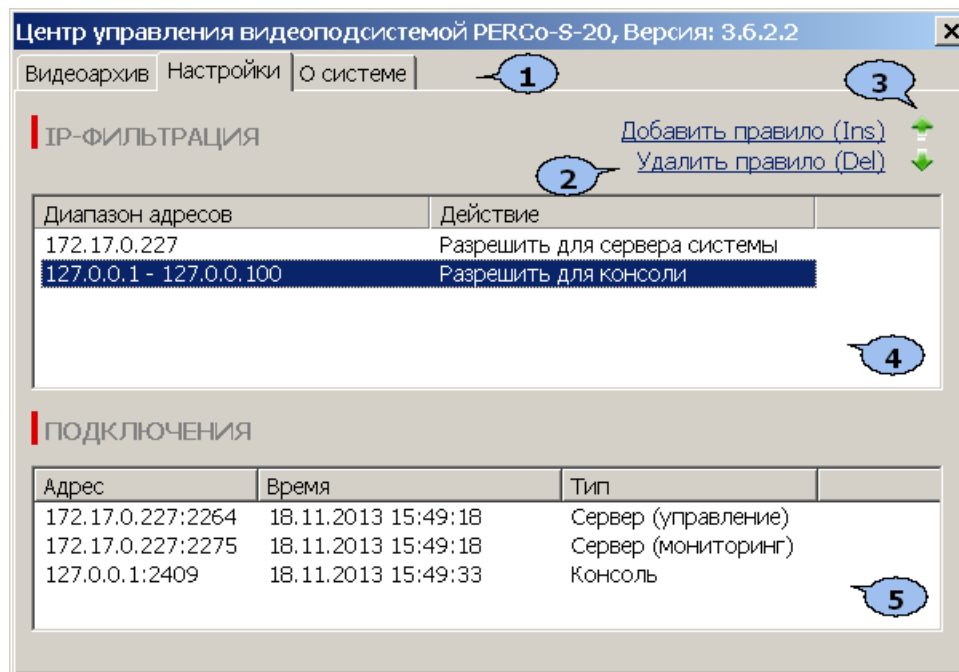 Центр управления видеоподсистемой PERCo-S-20, Версия: 3.6.2.2
Видеоархив Настройки О системе 1
3
IP-ФИЛЬТРАЦИЯ Добавить правило (Ins)
2 Удалить правило (Del)
Диапазон адресов Действие
172.17.0.227 Разрешить для сервера системы
127.0.0.1 - 127.0.0.100 Разрешить для консоли
4
ПОДКЛЮЧЕНИЯ
Адрес Время Тип
172.17.0.227:2264 18.11.2013 15:49:18 Сервер (управление)
172.17.0.227:2275 18.11.2013 15:49:18 Сервер (мониторинг)
127.0.0.1:2409 18.11.2013 15:49:33 Консоль
5